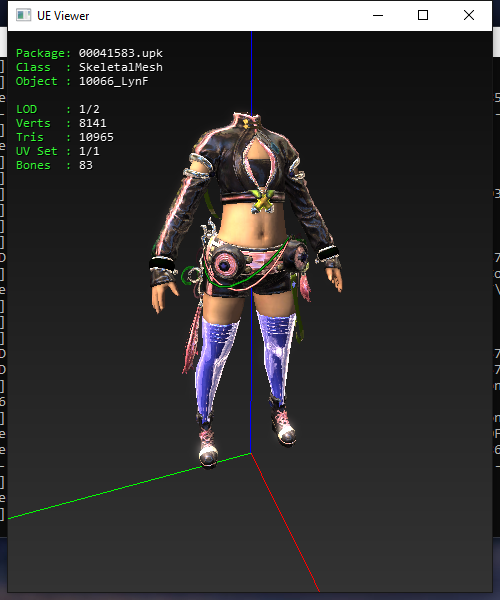 UE Viewer
Package: 00041583.upk
Class : SkeletalMesh
Object : 10066_LynF
LOD : 1/2
Verts : 8141
Tris : 10965
UV Set : 1/1
Bones : 83